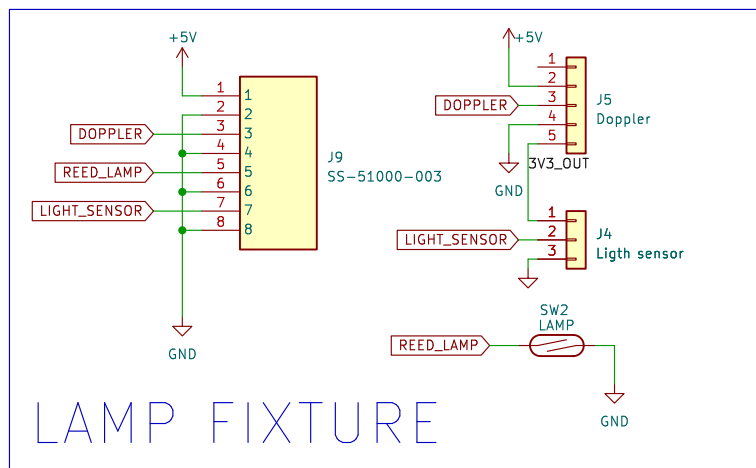 +5V
1 1
2 2
DOPPLER 3 3
4 4
REED_LAMP 5 5
6 6
LIGHT_SENSOR 7 7
8 8
J9
SS-51000-003
GND
+5V
1
2
DOPPLER 3
4
5
J5
Doppler
3V3_OUT
GND
1
LIGHT_SENSOR 2
3
J4
Ligth sensor
SW2
LAMP
REED_LAMP
GND
LAMP FIXTURE